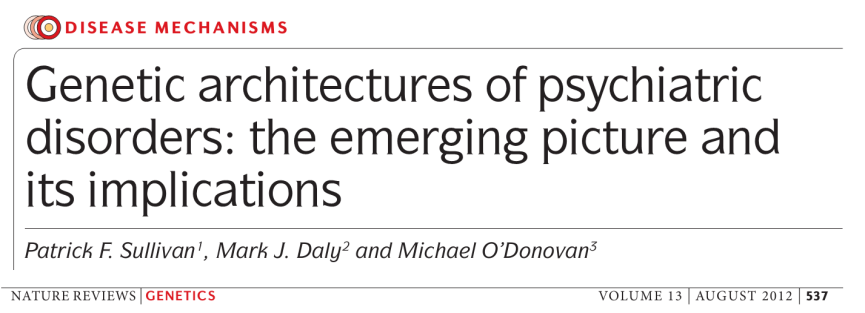 DISEASE MECHANISMS
Genetic architectures of psychiatric
disorders: the emerging picture and
its implications
Patrick F. Sullivan¹, Mark J. Daly² and Michael O’Donovan³
NATURE REVIEWS | GENETICS VOLUME 13 | AUGUST 2012 | 537